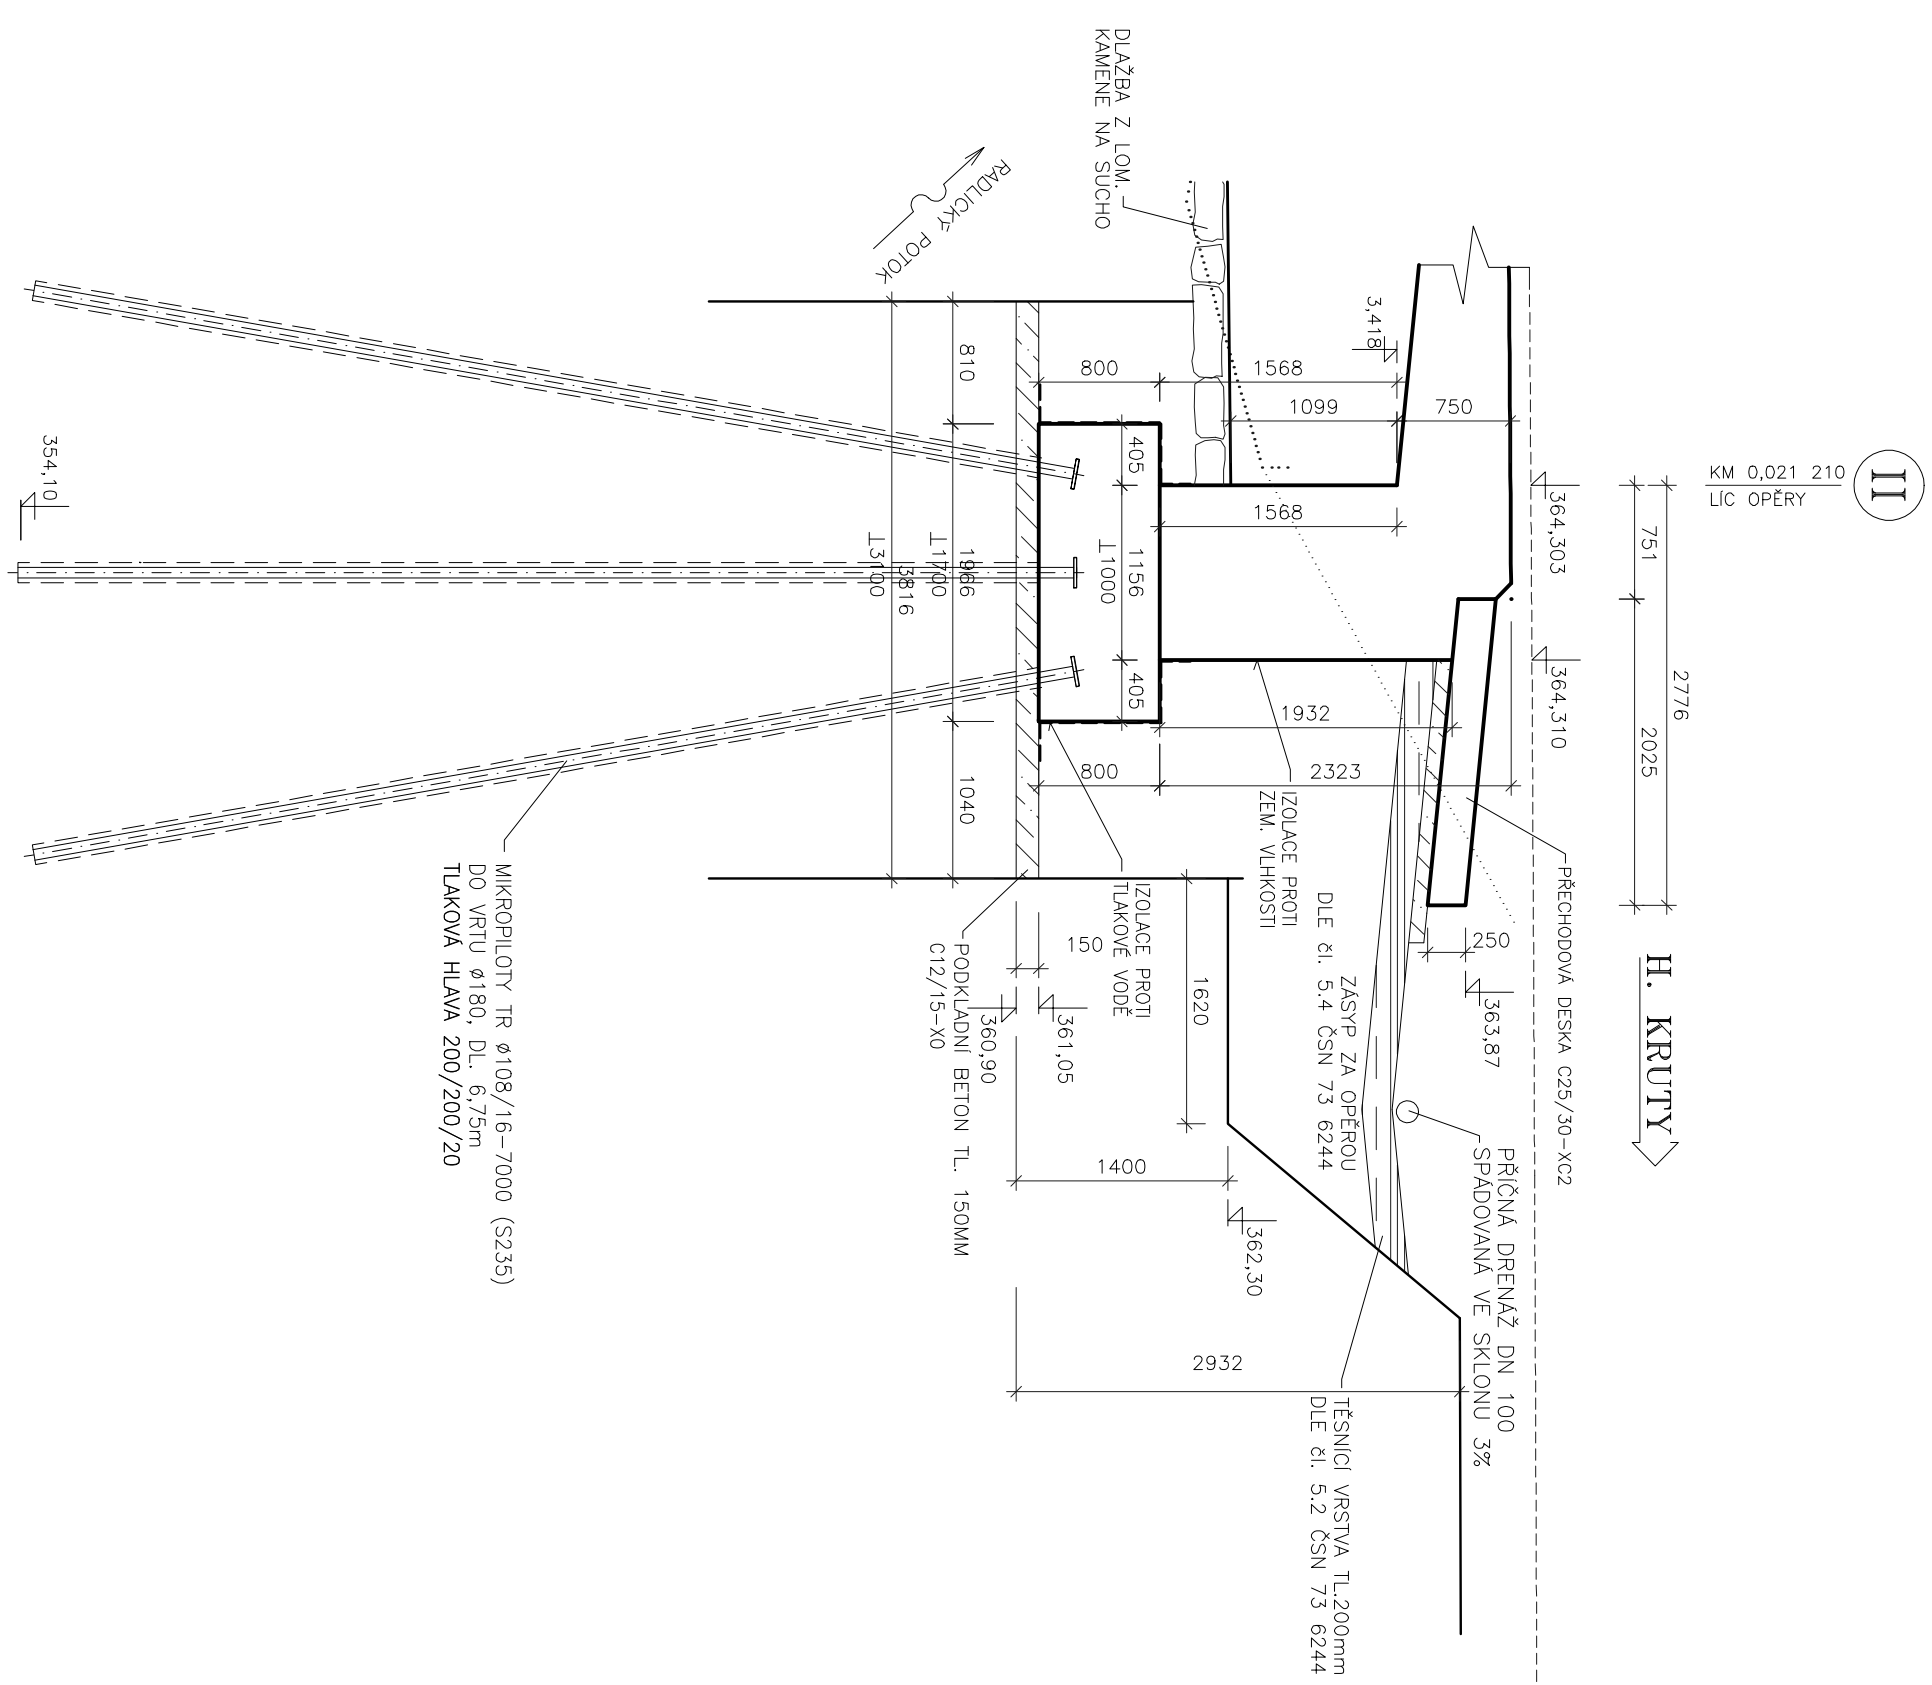 II
KM 0,021 210
LÍC OPĚRY
2776
751
2025
H. KRUTY
364,303
364,310
PŘECHODOVÁ DESKA C25/30-XC2
PŘÍČNÁ DRENÁŽ DN 100
SPÁDOVANÁ VE SKLONU 3%
363,87
250
750
3,418
1568
1099
800
1568
1932
2323
800
IZOLACE PROTI
ZEM. VLHKOSTI
ZÁSYP ZA OPĚROU
DLE čl. 5.4 ČSN 73 6244
TĚSNÍCÍ VRSTVA TL.200mm
DLE čl. 5.2 ČSN 73 6244
DLAŽBA Z LOM.
KAMENE NA SUCHO
405
1156
⊥1000
405
IZOLACE PROTI
TLAKOVÉ VODĚ
1620
362,30
1400
2932
150
361,05
360,90
PODKLADNÍ BETON TL. 150MM
C12/15-X0
810
1966
⊥1700
1040
3816
⊥3100
RADLICKÝ POTOK
MIKROPILOTY TR ø108/16-7000 (S235)
DO VRTU ø180, DL. 6,75m
TLAKOVÁ HLAVA 200/200/20
354,10